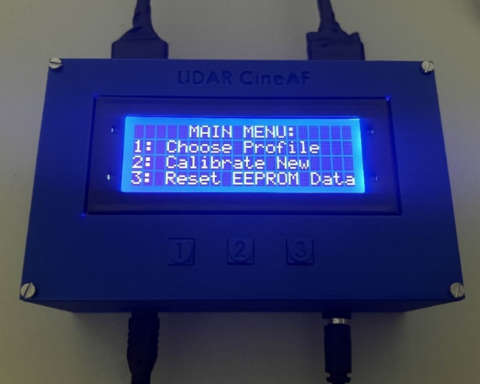 LIDAR CineAF
MAIN MENU:
1: Choose Profile
2: Calibrate New
3: Reset EEPROM Data
1 2 3